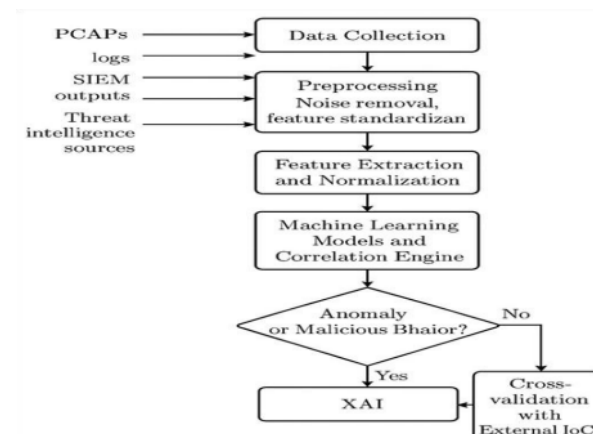 PCAPs
logs
SIEM
outputs
Threat
intelligence
sources
Data Collection
Preprocessing
Noise removal,
feature standardizan
Feature Extraction
and Normalization
Machine Learning
Models and
Correlation Engine
Anomaly
or Malicious Bhaior?
No
Yes
XAI
Cross-
validation
with
External IoC